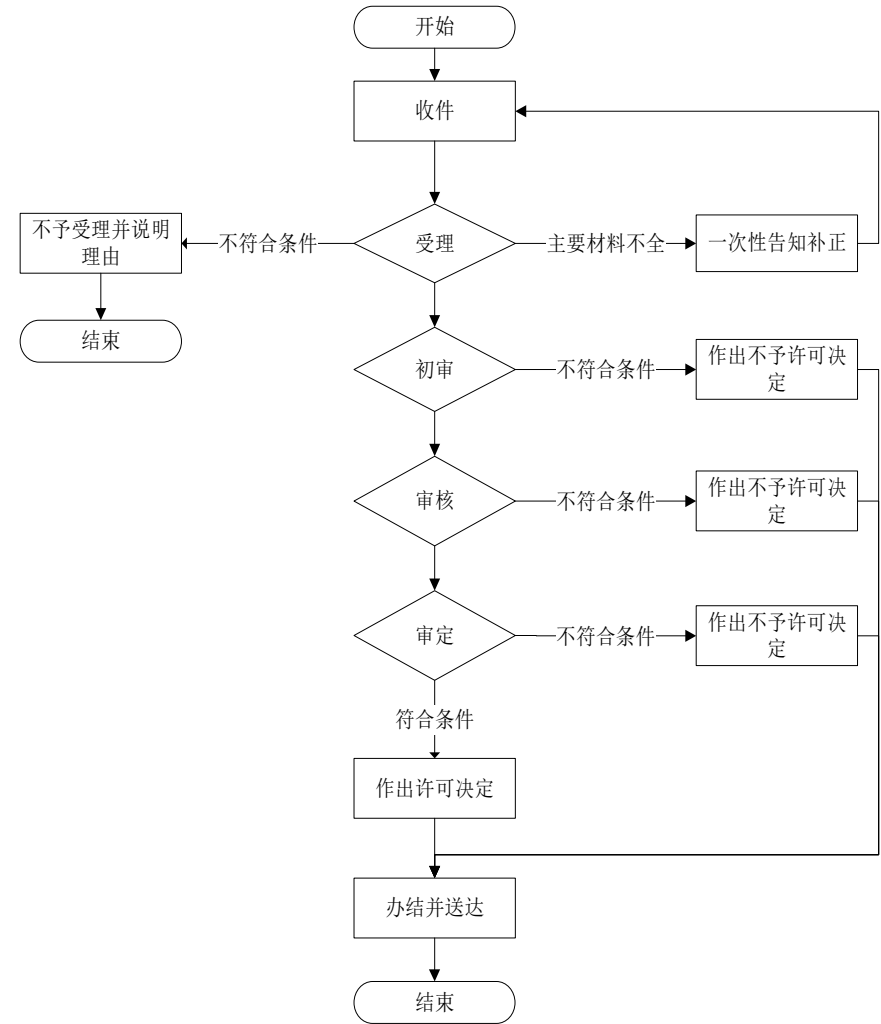 开始
收件
不予受理并说明
理由
不符合条件
受理
主要材料不全
一次性告知补正
结束
初审
不符合条件
作出不予许可决
定
审核
不符合条件
作出不予许可决
定
审定
不符合条件
作出不予许可决
定
符合条件
作出许可决定
办结并送达
结束